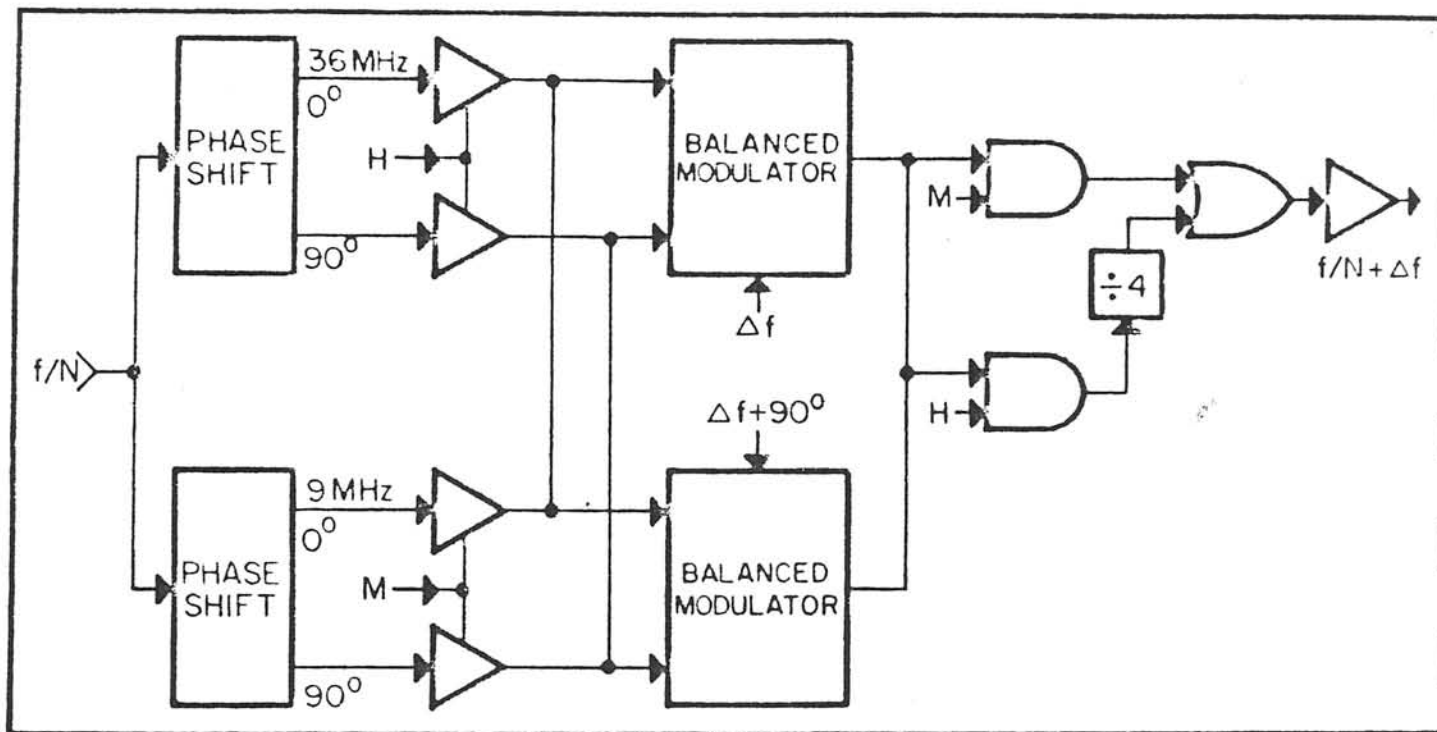 36 MHz
0°
PHASE
SHIFT
90°
H
BALANCED
MODULATOR
Δf
M
÷4
f/N + Δf
f/N
H
Δf+90°
9 MHz
0°
PHASE
SHIFT
90°
M
BALANCED
MODULATOR